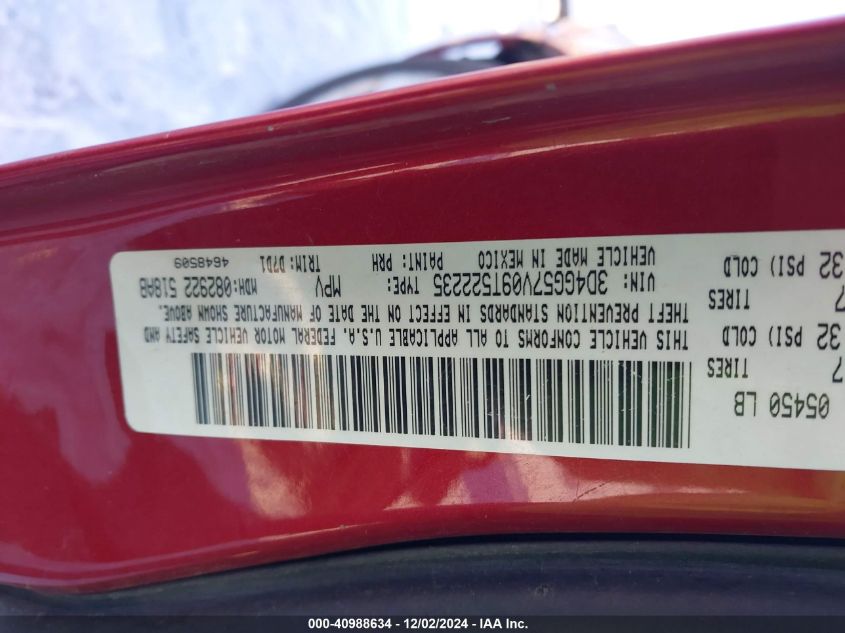 05450 LB
7 TIRES
32 PSI) COLD
7 TIRES
32 PSI) COLD
THIS VEHICLE CONFORMS TO ALL APPLICABLE U.S.A. FEDERAL MOTOR VEHICLE SAFETY AND
THEFT PREVENTION STANDARDS IN EFFECT ON THE DATE OF MANUFACTURE SHOWN ABOVE.
VIN: 3D4GG57V09T522235 TYPE: MPV MDH:082922 518AB
VEHICLE MADE IN MEXICO PAINT: PRH TRIM: D7D1 4648509
000-40988634 - 12/02/2024 - IAA Inc.